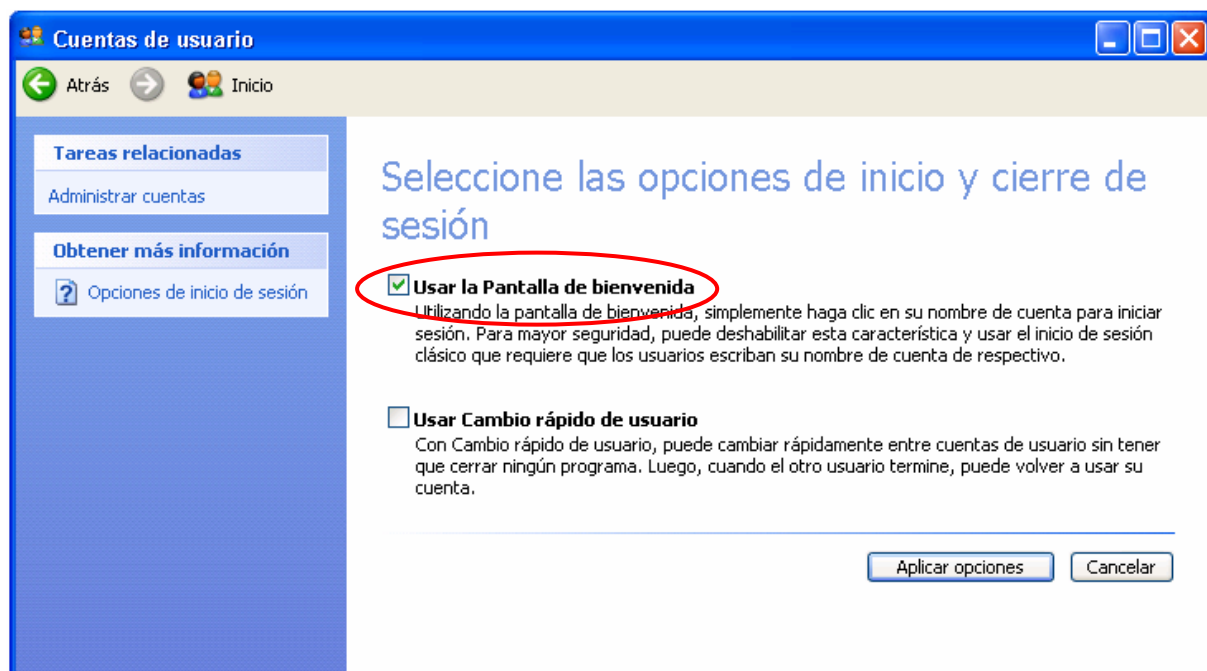 Cuentas de usuario
Atrás
Inicio
Tareas relacionadas
Administrar cuentas
Obtener más información
Opciones de inicio de sesión
Seleccione las opciones de inicio y cierre de
sesión
Usar la Pantalla de bienvenida
Utilizando la pantalla de bienvenida, simplemente haga clic en su nombre de cuenta para iniciar
sesión. Para mayor seguridad, puede deshabilitar esta característica y usar el inicio de sesión
clásico que requiere que los usuarios escriban su nombre de cuenta de respectivo.
Usar Cambio rápido de usuario
Con Cambio rápido de usuario, puede cambiar rápidamente entre cuentas de usuario sin tener
que cerrar ningún programa. Luego, cuando el otro usuario termine, puede volver a usar su
cuenta.
Aplicar opciones
Cancelar